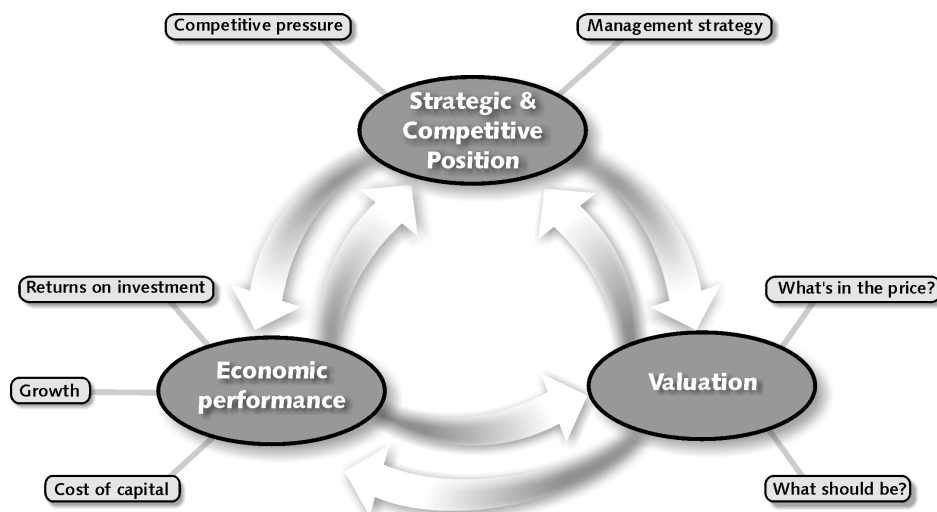 Competitive pressure
Management strategy
Strategic &
Competitive
Position
Returns on investment
What's in the price?
Economic
performance
Valuation
Growth
Cost of capital
What should be?